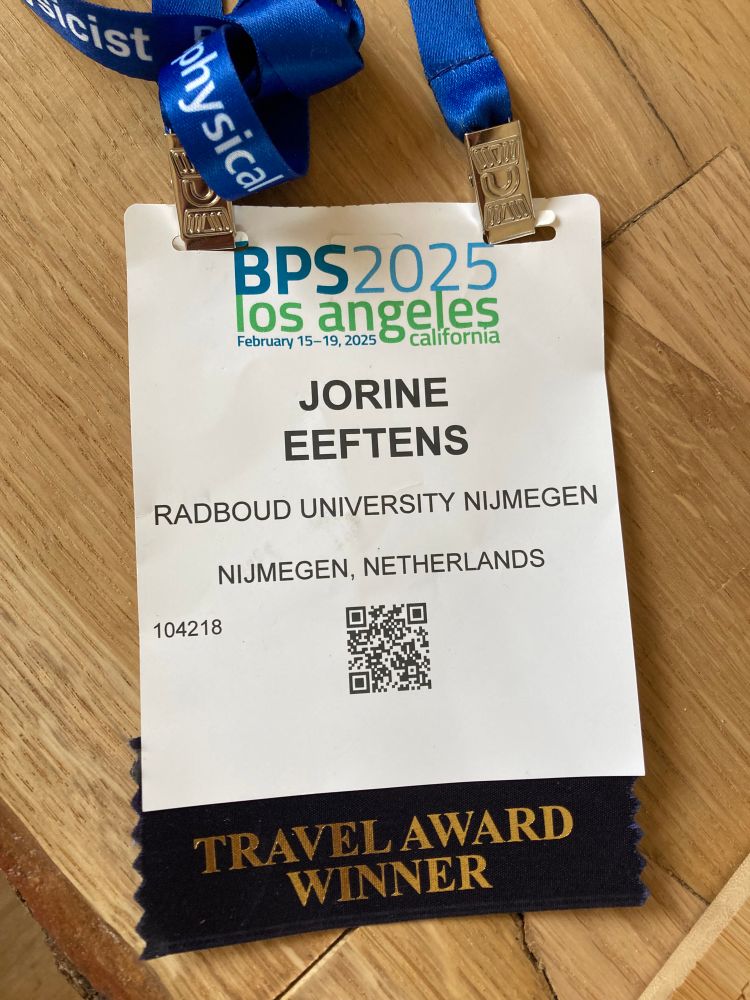 sicist
physical
BPS2025
los angeles
February 15–19, 2025 california
JORINE
EEFTENS
RADBOUD UNIVERSITY NIJMEGEN
NIJMEGEN, NETHERLANDS
104218
TRAVEL AWARD
WINNER